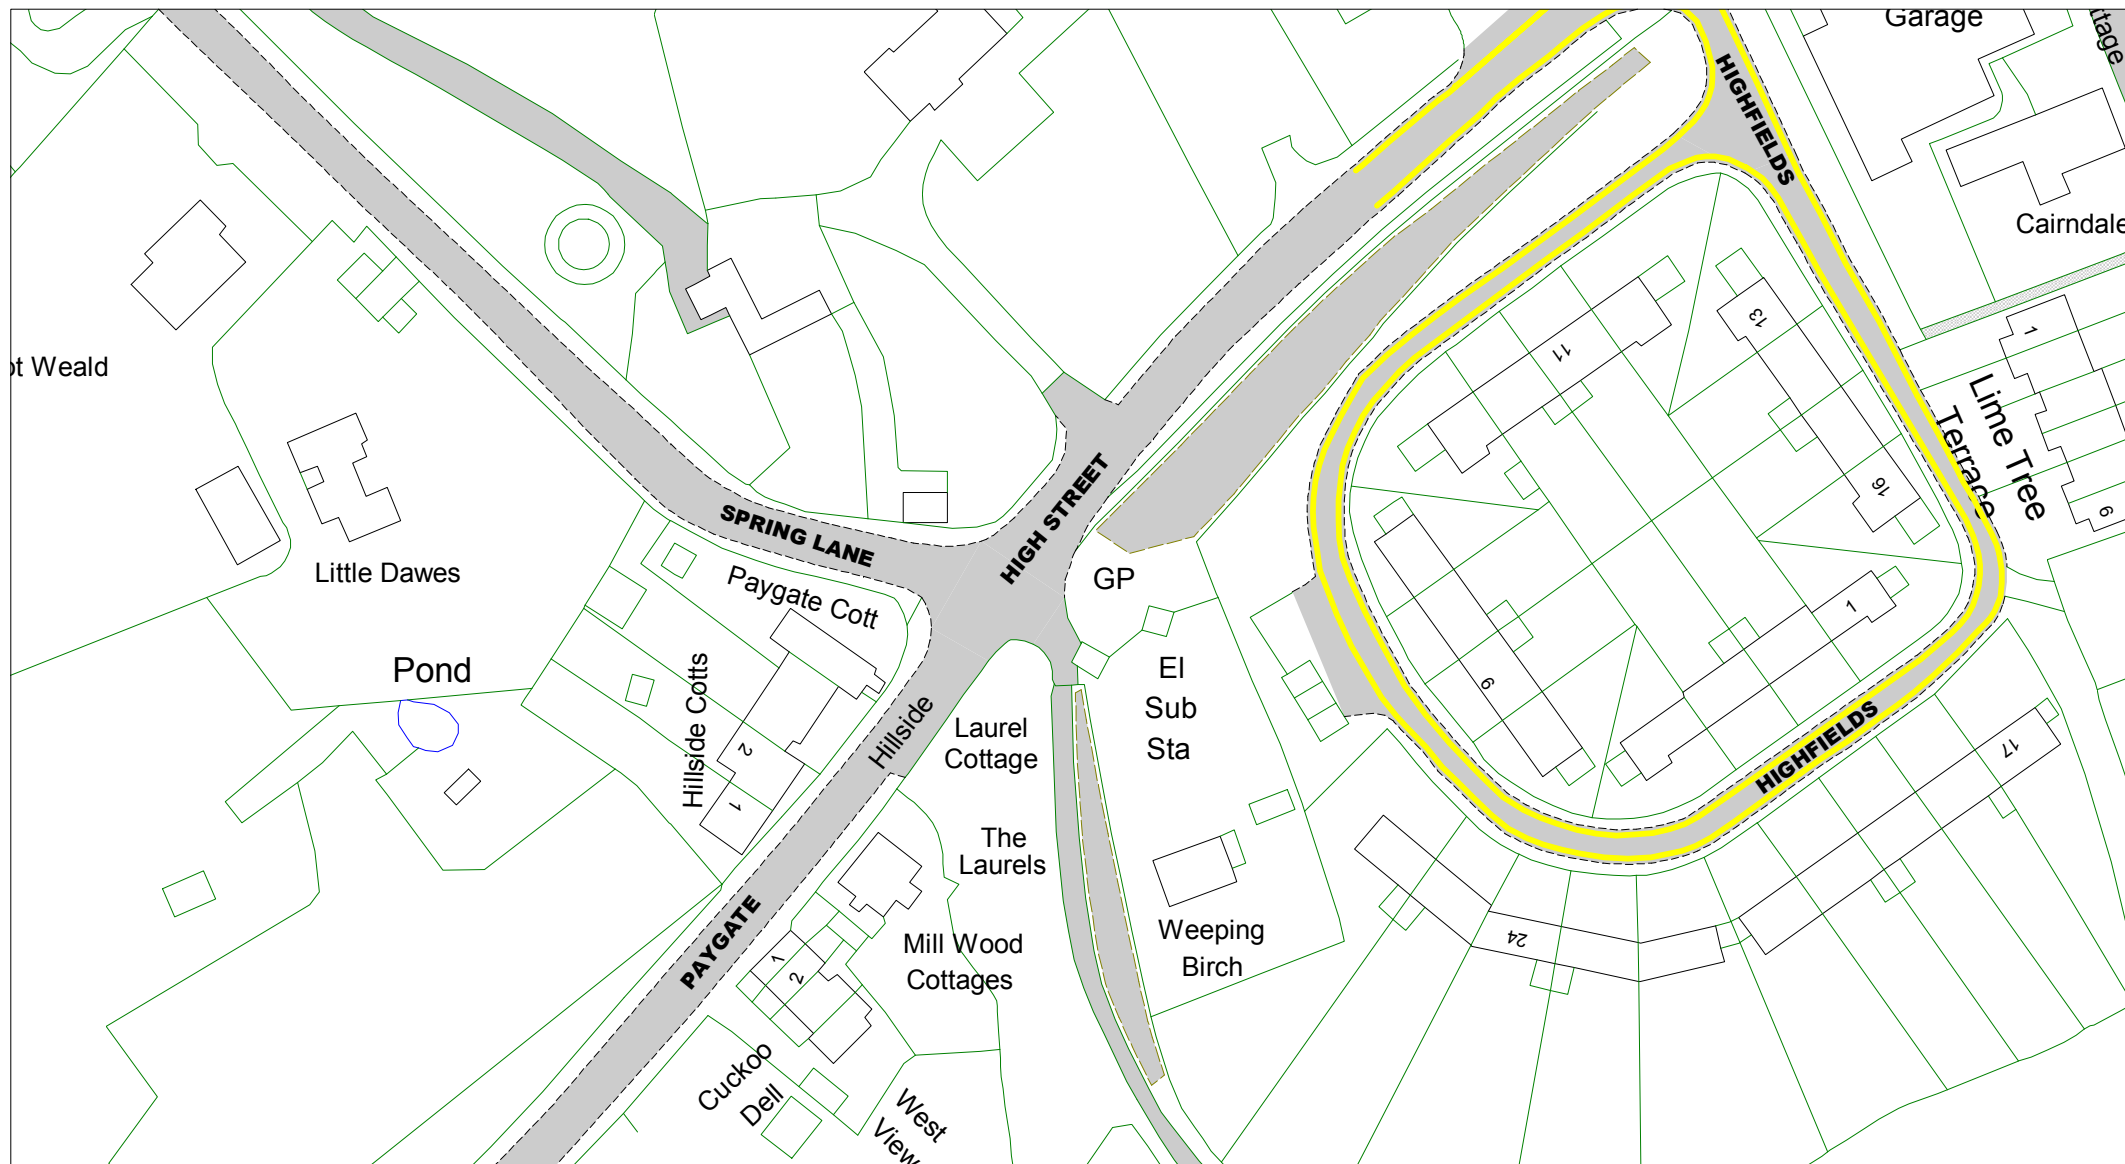 Garage
HIGHFIELDS
Cairndale
ot Weald
11
13
1
Lime Tree
Terrace
16
6
HIGH STREET
SPRING LANE
Little Dawes
Paygate Cott
GP
1
El
Sub
Sta
Pond
Hillside Cotts
2
1
Hillside
Laurel
Cottage
9
HIGHFIELDS
17
The
Laurels
PAYGATE
Mill Wood
Cottages
1
2
Weeping
Birch
24
Cuckoo
Dell
West
View